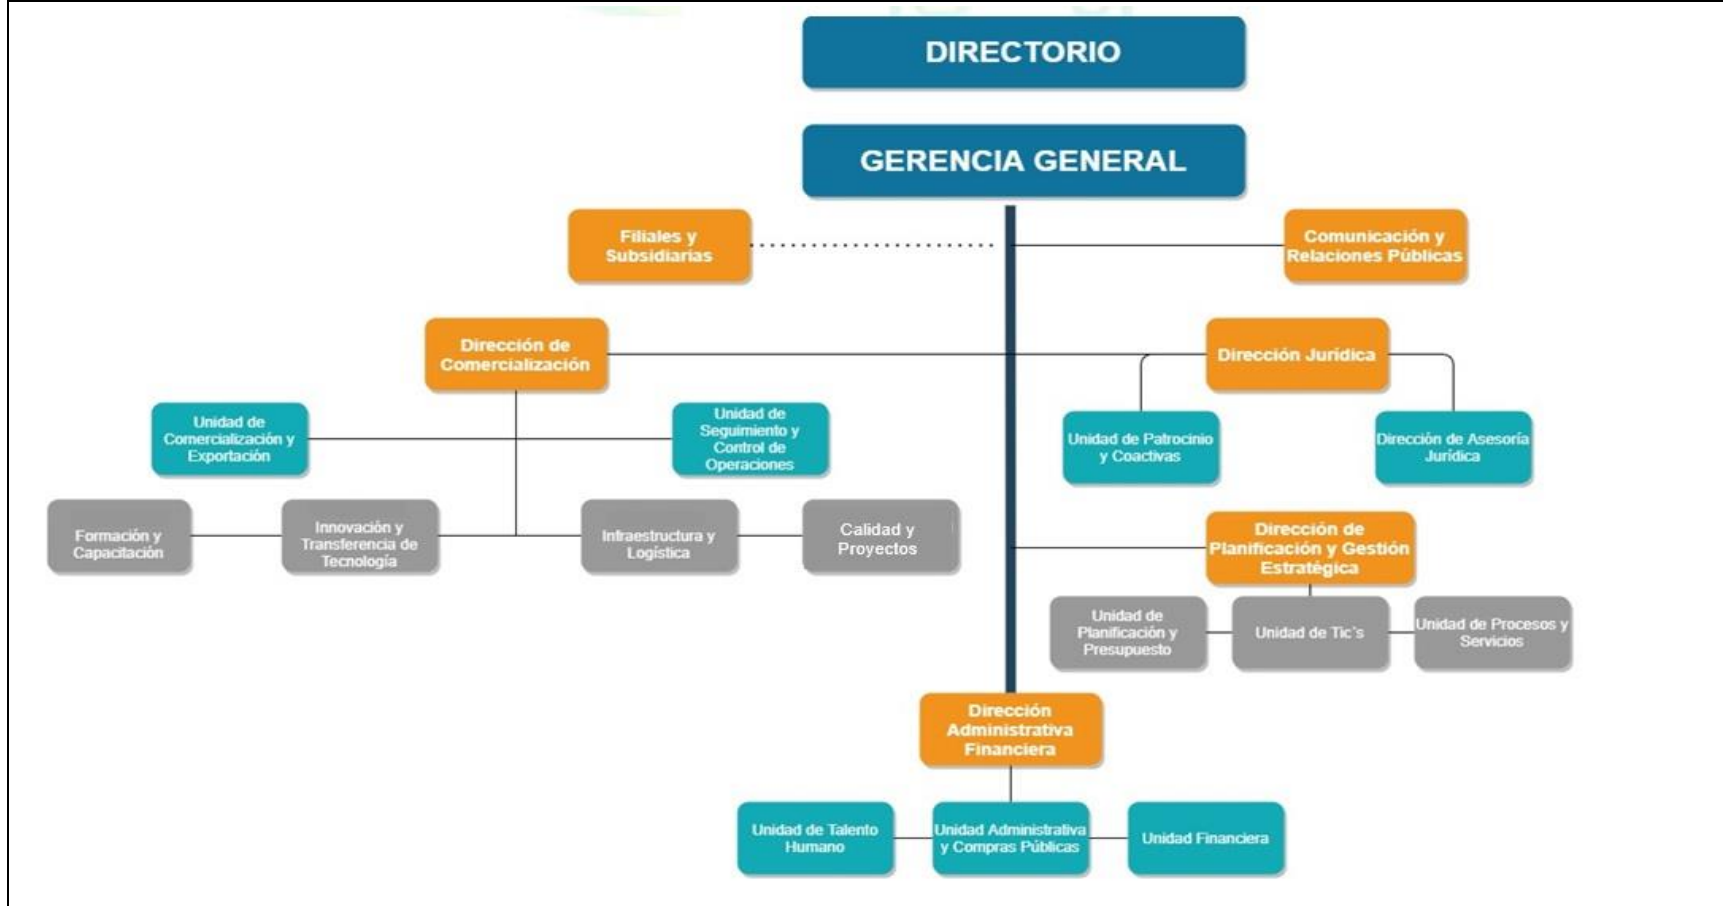 DIRECTORIO
GERENCIA GENERAL
Filiales y
Subsidiarias
Comunicación y
Relaciones Públicas
Dirección de
Comercialización
Dirección Jurídica
Unidad de
Comercialización y
Exportación
Unidad de
Seguimiento y
Control de
Operaciones
Unidad de Patrocinio
y Coactivas
Dirección de Asesoría
Jurídica
Formación y
Capacitación
Innovación y
Transferencia de
Tecnología
Infraestructura y
Logística
Calidad y
Proyectos
Dirección de
Planificación y Gestión
Estratégica
Unidad de
Planificación y
Presupuesto
Unidad de Tic´s
Unidad de Procesos y
Servicios
Dirección
Administrativa
Financiera
Unidad de Talento
Humano
Unidad Administrativa
y Compras Públicas
Unidad Financiera